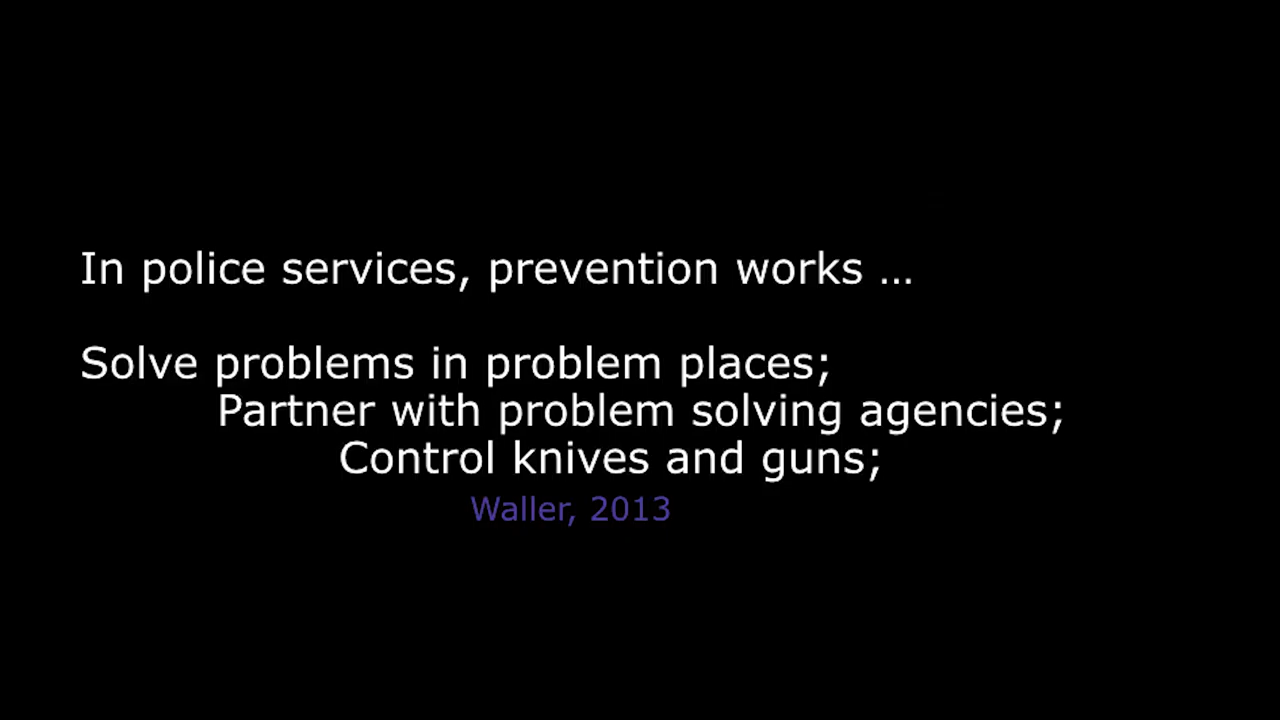 In police services, prevention works ...
Solve problems in problem places;
Partner with problem solving agencies;
Control knives and guns;
Waller, 2013